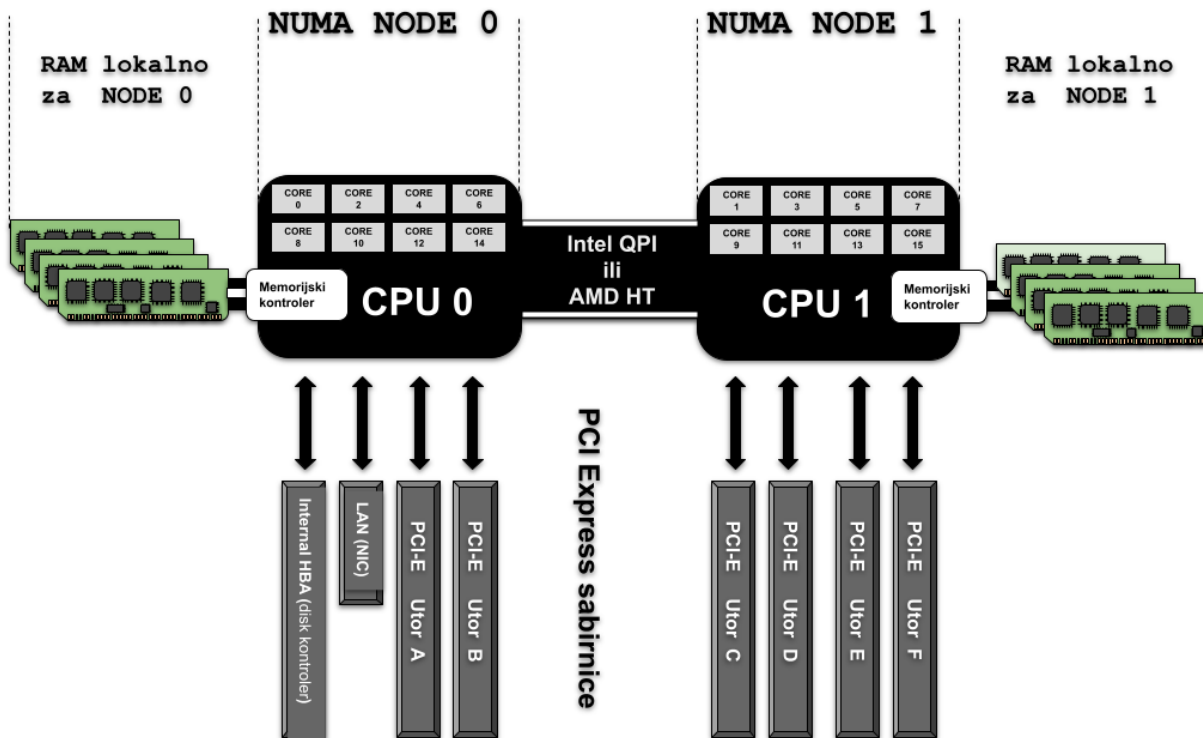 NUMA NODE 0
NUMA NODE 1
RAM lokalno
za NODE 0
RAM lokalno
za NODE 1
CORE
0
CORE
2
CORE
4
CORE
6
CORE
8
CORE
10
CORE
12
CORE
14
Memorijski
kontroler
CPU 0
Intel QPI
ili
AMD HT
CORE
1
CORE
3
CORE
5
CORE
7
CORE
9
CORE
11
CORE
13
CORE
15
CPU 1
Memorijski
kontroler
Internal HBA (disk kontroler)
LAN (NIC)
PCI-E Utor A
PCI-E Utor B
PCI Express sabirnice
PCI-E Utor C
PCI-E Utor D
PCI-E Utor E
PCI-E Utor F